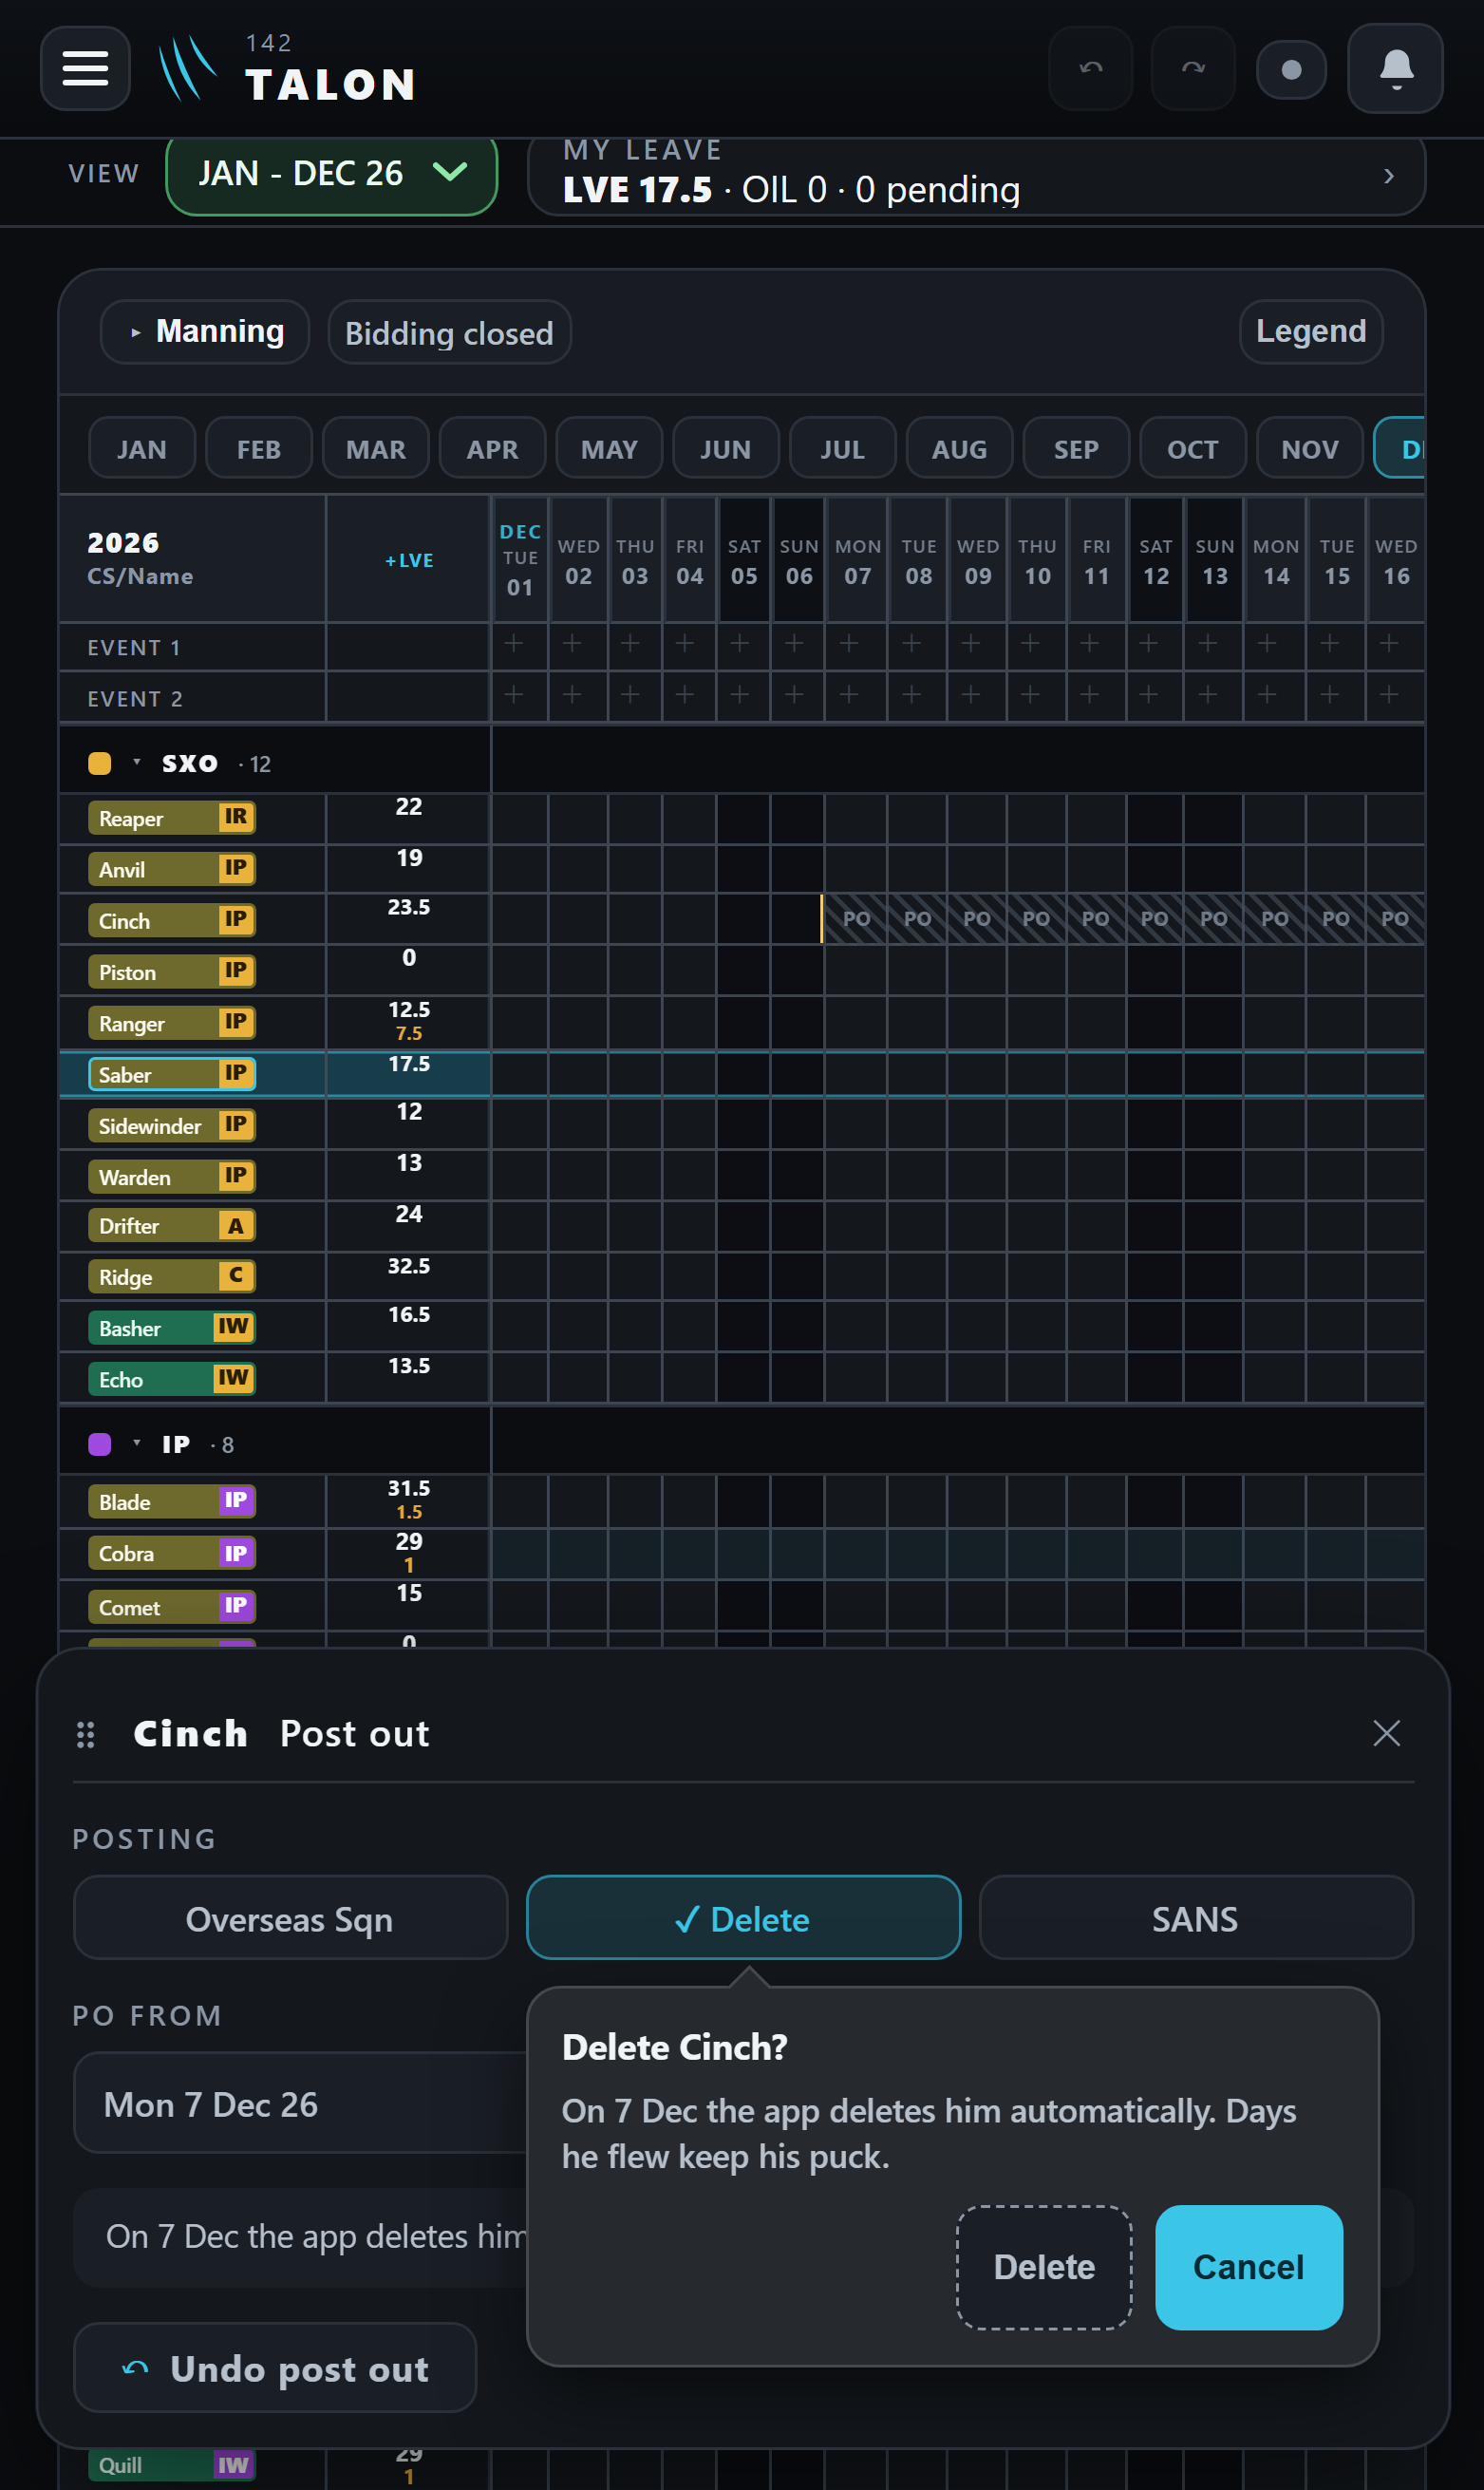 142
TALON
VIEW
JAN - DEC 26
MY LEAVE
LVE 17.5 · OIL 0 · 0 pending
Manning
Bidding closed
Legend
JAN FEB MAR APR MAY JUN JUL AUG SEP OCT NOV
2026
CS/Name
+LVE
DEC
TUE WED THU FRI SAT SUN MON TUE WED THU FRI SAT SUN MON TUE WED
01 02 03 04 05 06 07 08 09 10 11 12 13 14 15 16
EVENT 1 + + + + + + + + + + + + + + + +
EVENT 2 + + + + + + + + + + + + + + + +
SXO · 12
Reaper IR 22
Anvil IP 19
Cinch IP 23.5 PO PO PO PO PO PO PO PO PO PO
Piston IP 0
Ranger IP 12.5
7.5
Saber IP 17.5
Sidewinder IP 12
Warden IP 13
Drifter A 24
Ridge C 32.5
Basher IW 16.5
Echo IW 13.5
IP · 8
Blade IP 31.5
1.5
Cobra IP 29
1
Comet IP 15
0
Cinch Post out
POSTING
Overseas Sqn
✓ Delete
SANS
PO FROM
Mon 7 Dec 26
On 7 Dec the app deletes him
Delete Cinch?
On 7 Dec the app deletes him automatically. Days
he flew keep his puck.
Delete
Cancel
Undo post out
Quill IW 29
1